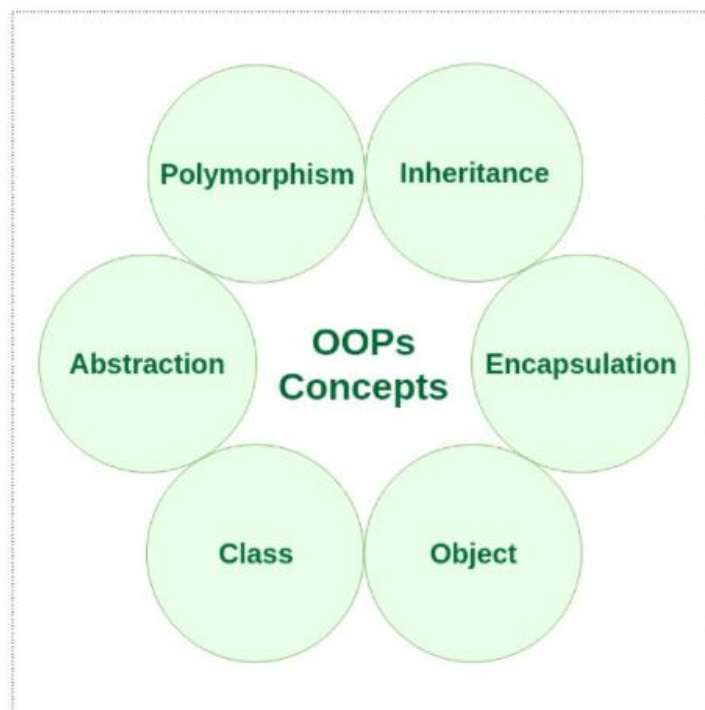 Polymorphism
Inheritance
Abstraction
OOPs
Concepts
Encapsulation
Class
Object